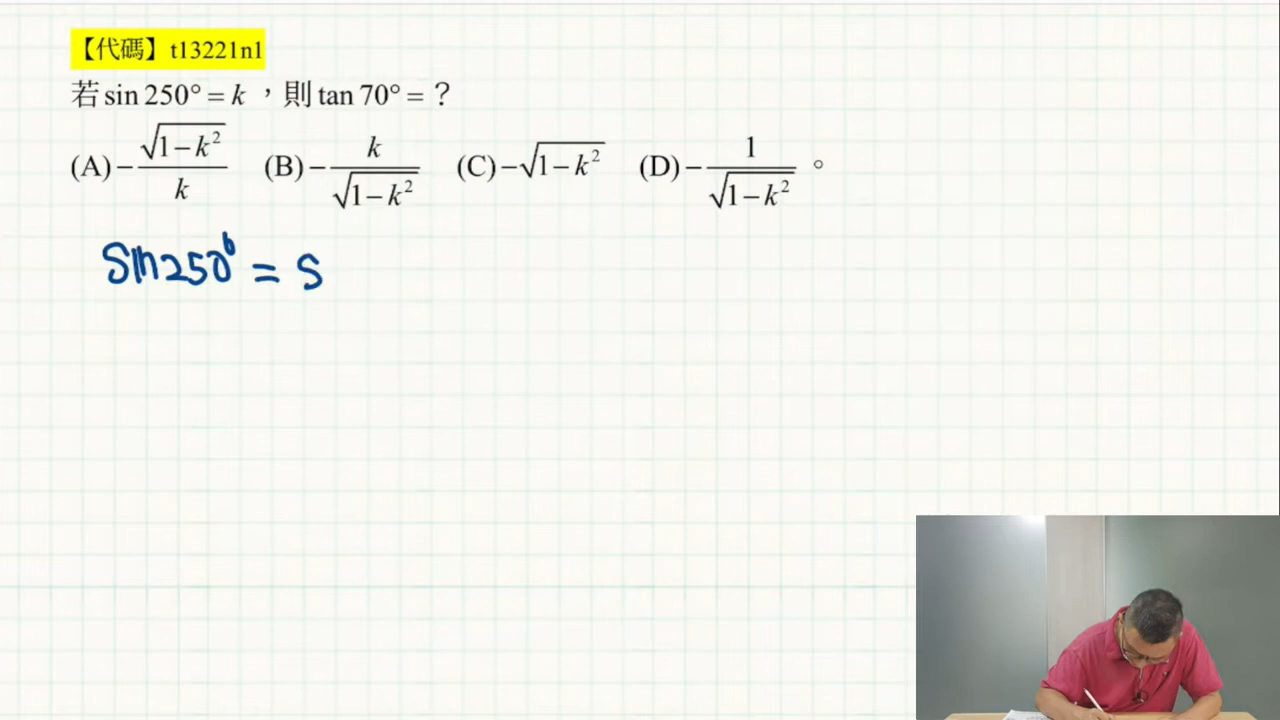 【代碼】t13221n1
若 sin 250° = k ，則 tan 70° = ？
(A) −√(1−k²)/k (B) −k/√(1−k²) (C) −√(1−k²) (D) −1/√(1−k²) 。
Sin250° = S